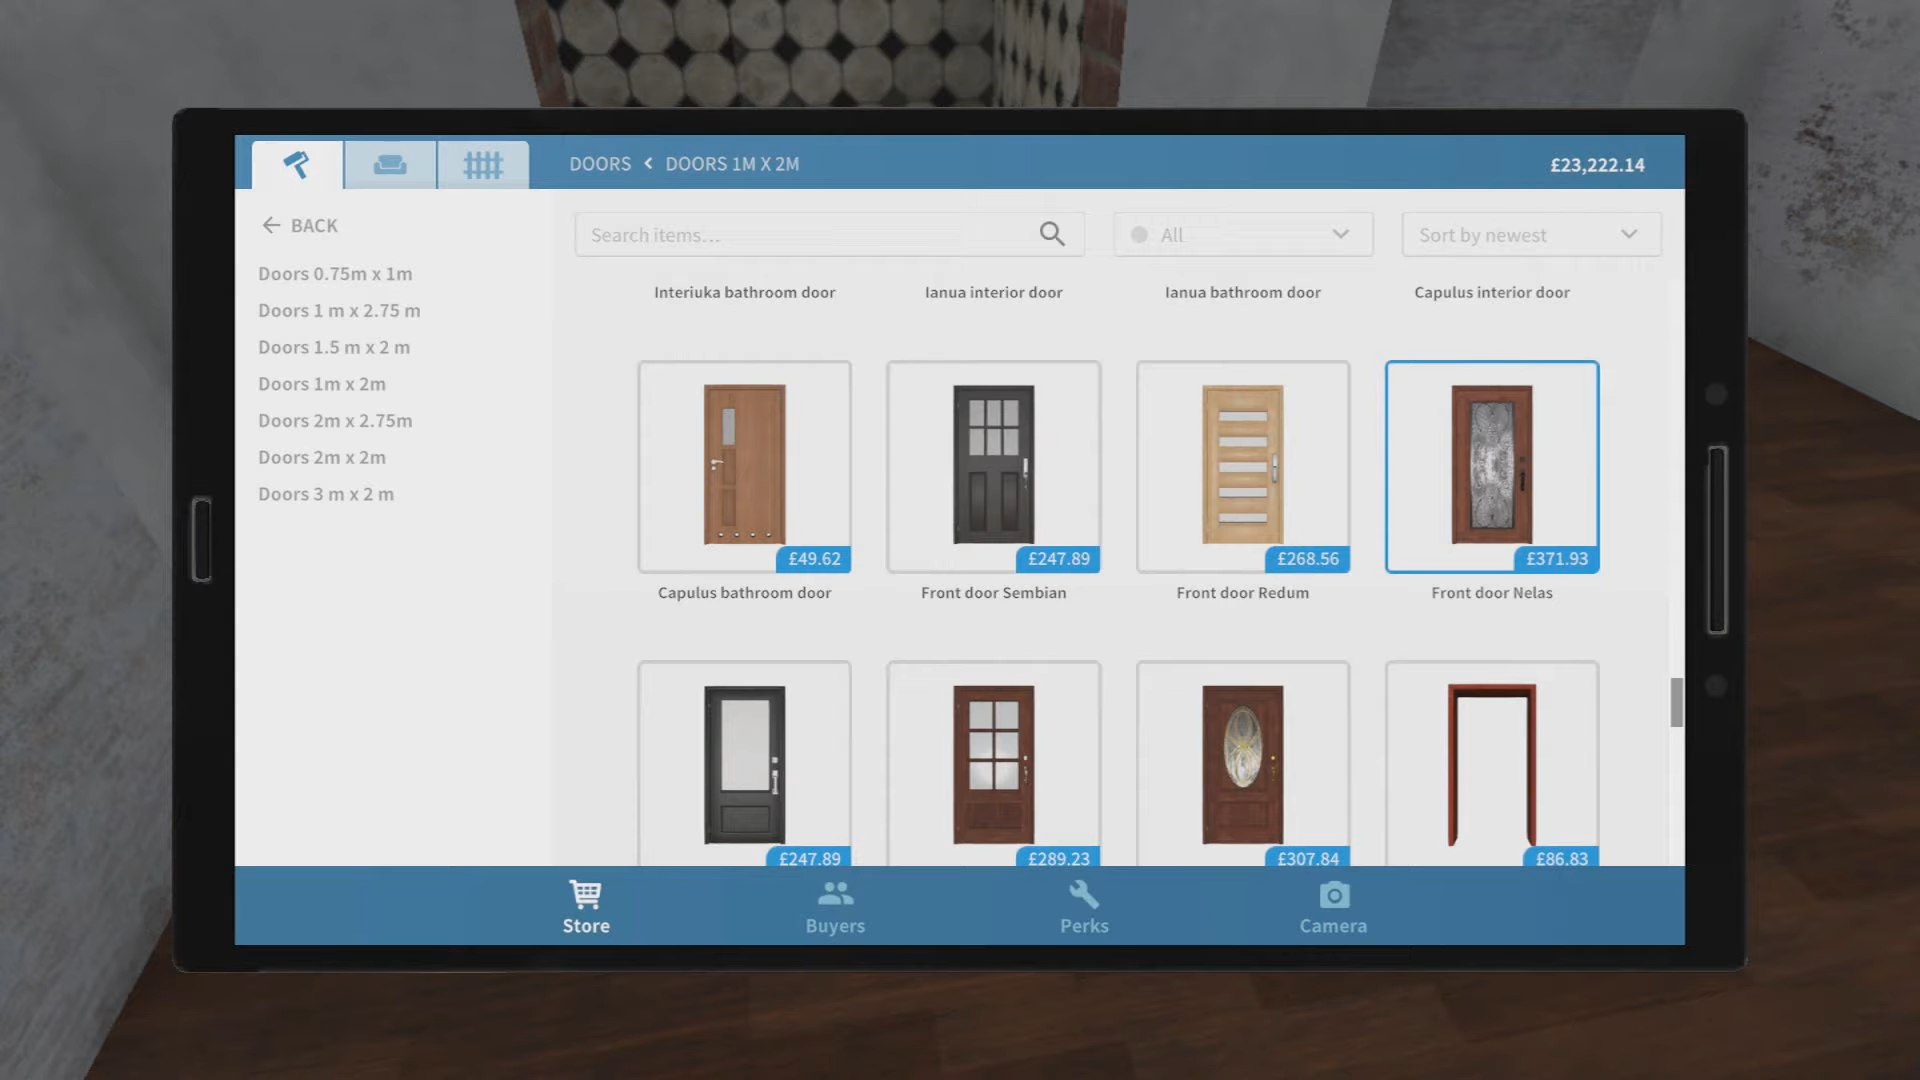 DOORS < DOORS 1M X 2M
£23,222.14
BACK
Search items...
All
Sort by newest
Doors 0.75m x 1m
Doors 1 m x 2.75 m
Doors 1.5 m x 2 m
Doors 1m x 2m
Doors 2m x 2.75m
Doors 2m x 2m
Doors 3 m x 2 m
Interiuka bathroom door
Ianua interior door
Ianua bathroom door
Capulus interior door
£49.62
£247.89
£268.56
£371.93
Capulus bathroom door
Front door Sembian
Front door Redum
Front door Nelas
£247.89
£289.23
£307.84
£86.83
Store
Buyers
Perks
Camera